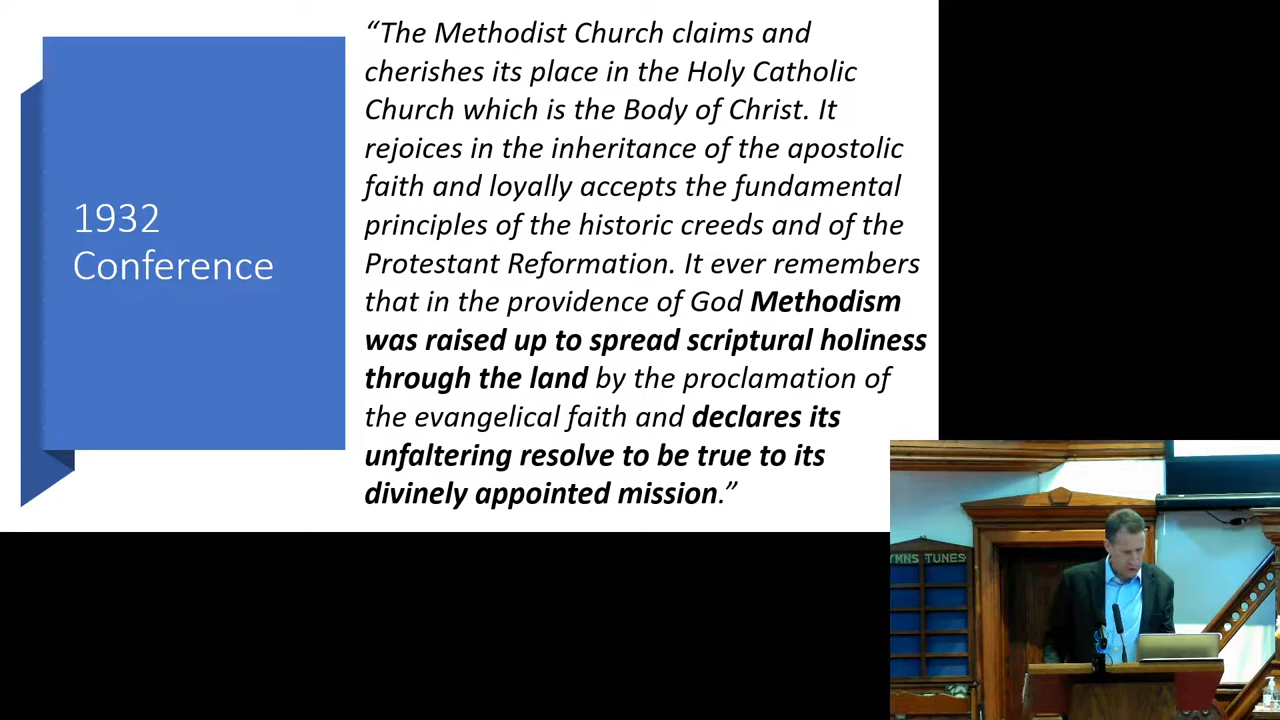 1932
Conference
“The Methodist Church claims and
cherishes its place in the Holy Catholic
Church which is the Body of Christ. It
rejoices in the inheritance of the apostolic
faith and loyally accepts the fundamental
principles of the historic creeds and of the
Protestant Reformation. It ever remembers
that in the providence of God Methodism
was raised up to spread scriptural holiness
through the land by the proclamation of
the evangelical faith and declares its
unfaltering resolve to be true to its
divinely appointed mission.”
YMNS TUNES